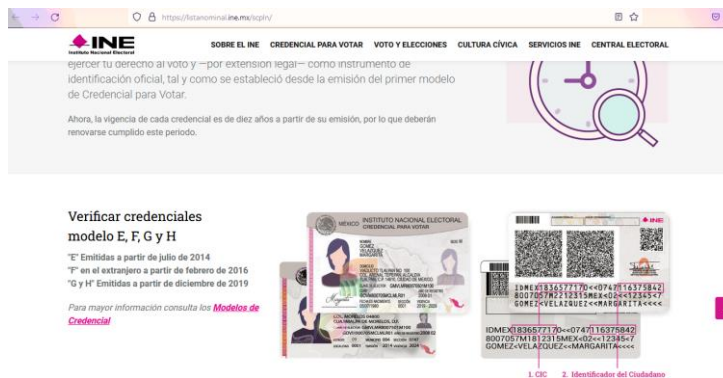 https://listanominal.ine.mx/scpln/
INE
Instituto Nacional Electoral
SOBRE EL INE CREDENCIAL PARA VOTAR VOTO Y ELECCIONES CULTURA CÍVICA SERVICIOS INE CENTRAL ELECTORAL
ejercer tu derecho al voto y —por extensión legal— como instrumento de
identificación oficial, tal y como se estableció desde la emisión del primer modelo
de Credencial para Votar.
Ahora, la vigencia de cada credencial es de diez años a partir de su emisión, por lo que deberán
renovarse cumplido este periodo.
Verificar credenciales
modelo E, F, G y H
"E" Emitidas a partir de julio de 2014
"F" en el extranjero a partir de febrero de 2016
"G y H" Emitidas a partir de diciembre de 2019
Para mayor información consulta los Modelos de
Credencial
MÉXICO INSTITUTO NACIONAL ELECTORAL
CREDENCIAL PARA VOTAR
GOMEZ
VELAZQUEZ
MARGARITA
INE
IDMEX1836577170<<0747116375842
8007057M2212315MEX<02<<12345<7
GOMEZ<VELAZQUEZ<<MARGARITA<<<<
IDMEX1836577170<<0747116375842
8007057M1812315MEX<02<<12345<7
GOMEZ<VELAZQUEZ<<MARGARITA<<<<
1. CIC 2. Identificador del Ciudadano